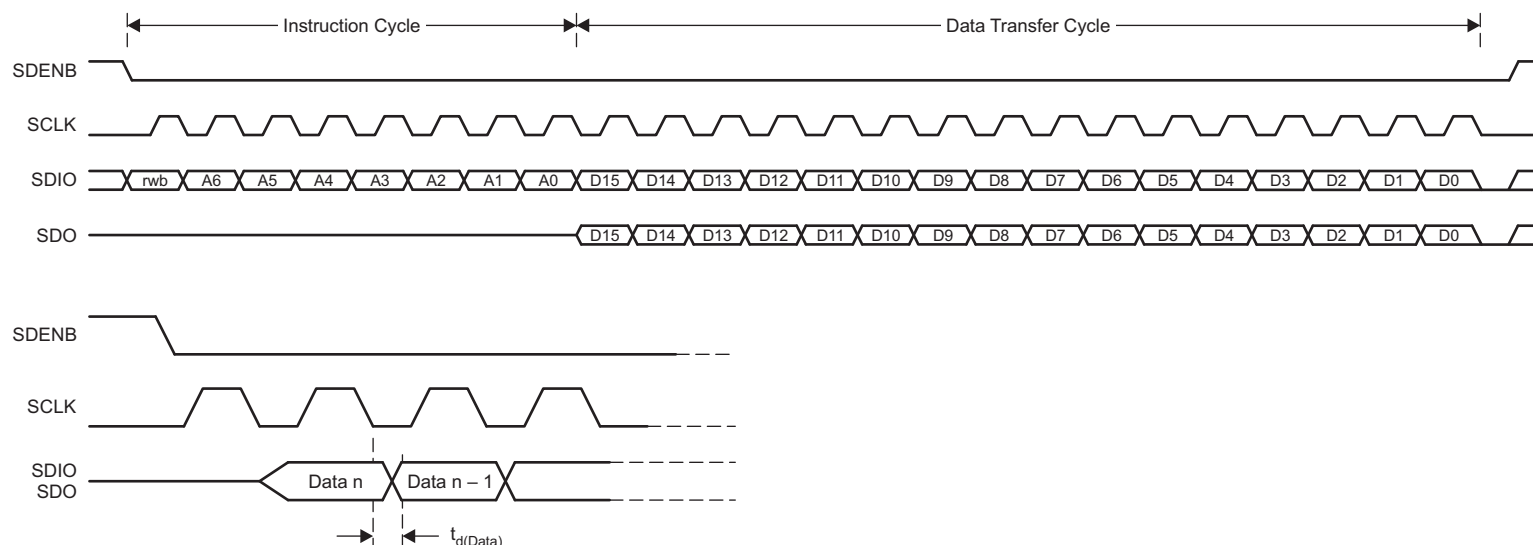 Instruction Cycle Data Transfer Cycle
SDENB
SCLK
SDIO rwb A6 A5 A4 A3 A2 A1 A0 D15 D14 D13 D12 D11 D10 D9 D8 D7 D6 D5 D4 D3 D2 D1 D0
SDO D15 D14 D13 D12 D11 D10 D9 D8 D7 D6 D5 D4 D3 D2 D1 D0
SDENB
SCLK
SDIO
SDO
Data n Data n – 1
td(Data)